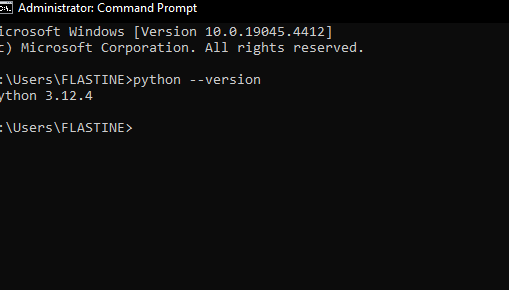 Administrator: Command Prompt
icrosoft Windows [Version 10.0.19045.4412]
c) Microsoft Corporation. All rights reserved.
:\Users\FLASTINE>python --version
ython 3.12.4
:\Users\FLASTINE>